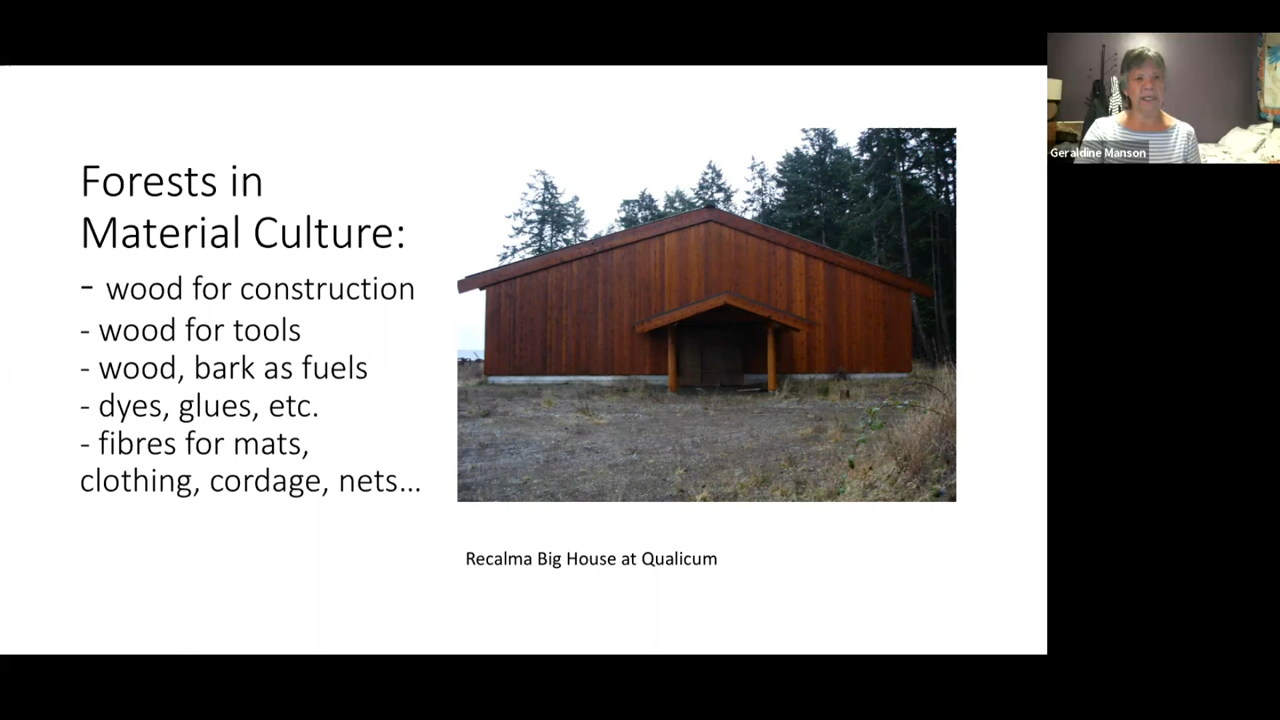 Forests in
Material Culture:
- wood for construction
- wood for tools
- wood, bark as fuels
- dyes, glues, etc.
- fibres for mats,
clothing, cordage, nets...
Recalma Big House at Qualicum
Geraldine Manson